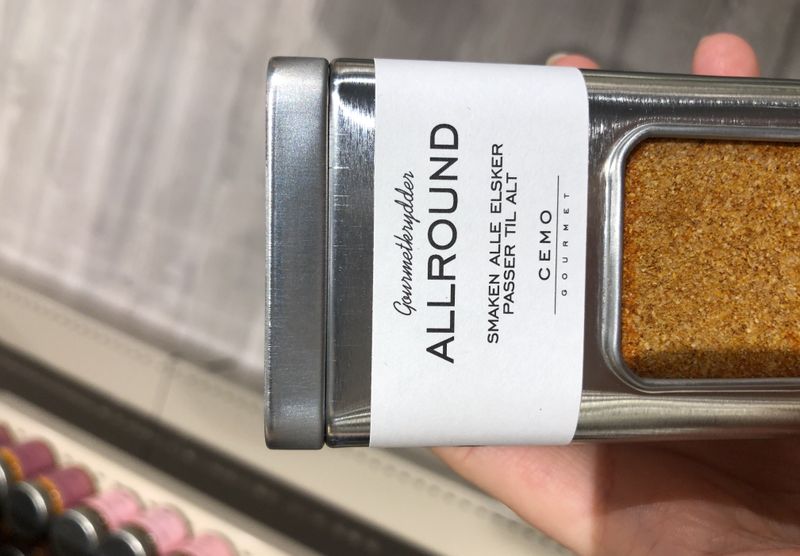 Gourmetkrydder
ALLROUND
SMAKEN ALLE ELSKER
PASSER TIL ALT
CEMO
GOURMET